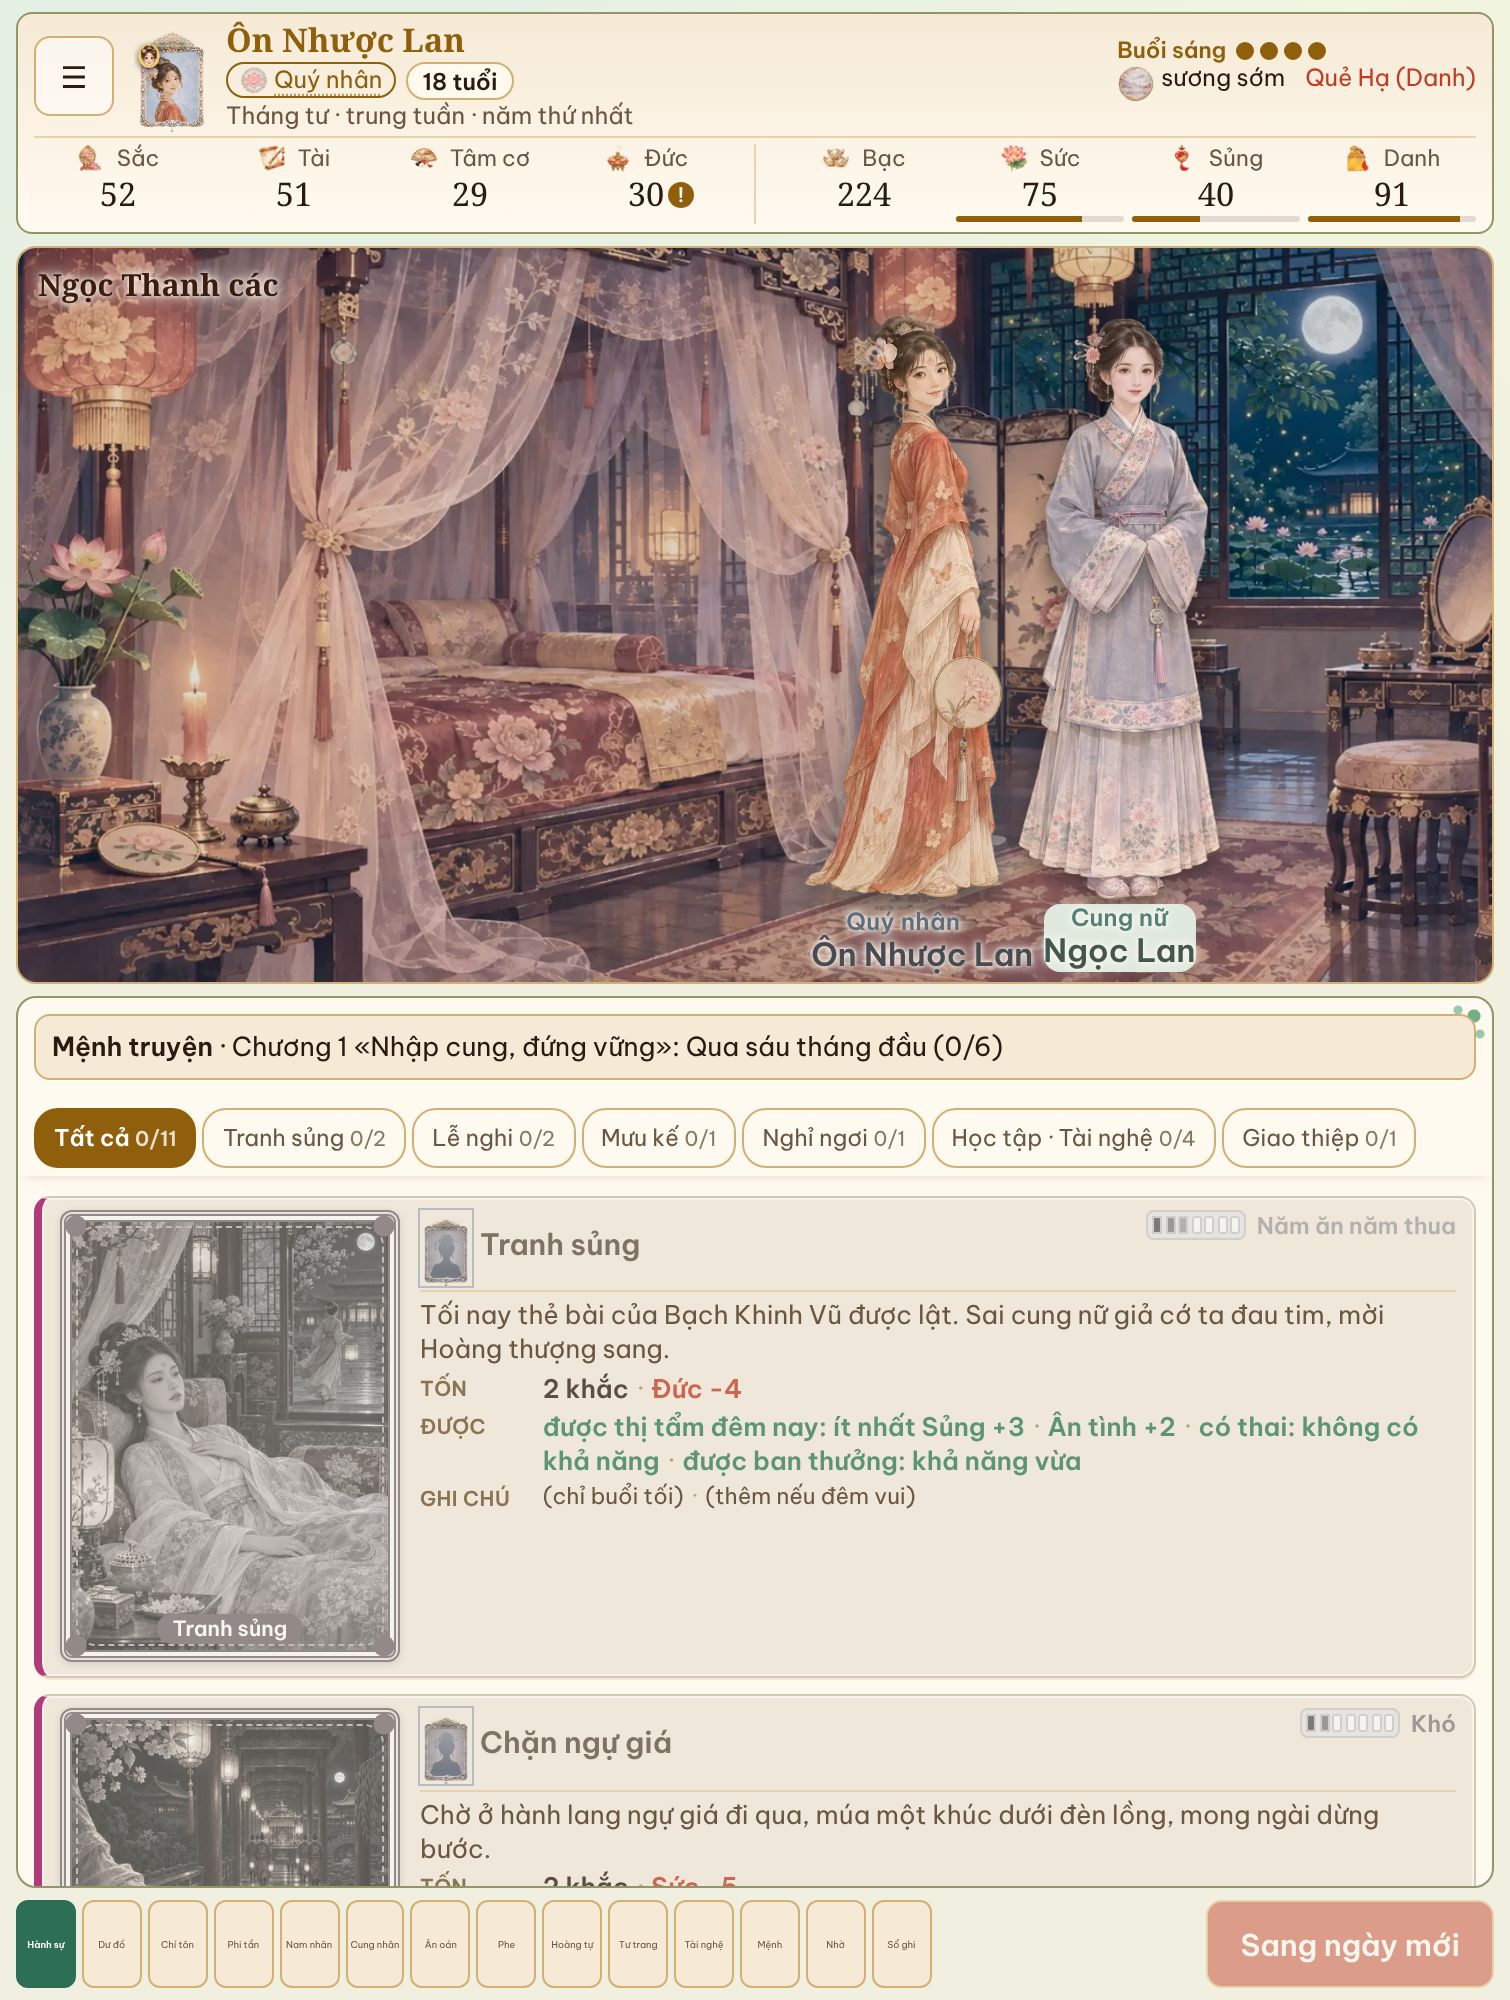 ☰
Ôn Nhược Lan
Quý nhân
18 tuổi
Tháng tư · trung tuần · năm thứ nhất
Buổi sáng
sương sớm
Quẻ Hạ (Danh)
Sắc
52
Tài
51
Tâm cơ
29
Đức
30 !
Bạc
224
Sức
75
Sủng
40
Danh
91
Ngọc Thanh các
Quý nhân
Ôn Nhược Lan
Cung nữ
Ngọc Lan
Mệnh truyện · Chương 1 «Nhập cung, đứng vững»: Qua sáu tháng đầu (0/6)
Tất cả 0/11
Tranh sủng 0/2
Lễ nghi 0/2
Mưu kế 0/1
Nghỉ ngơi 0/1
Học tập · Tài nghệ 0/4
Giao thiệp 0/1
Tranh sủng
Tranh sủng
Năm ăn năm thua
Tối nay thẻ bài của Bạch Khinh Vũ được lật. Sai cung nữ giả cớ ta đau tim, mời
Hoàng thượng sang.
TỐN 2 khắc · Đức -4
ĐƯỢC được thị tẩm đêm nay: ít nhất Sủng +3 · Ân tình +2 · có thai: không có
khả năng · được ban thưởng: khả năng vừa
GHI CHÚ (chỉ buổi tối) · (thêm nếu đêm vui)
Chặn ngự giá
Khó
Chờ ở hành lang ngự giá đi qua, múa một khúc dưới đèn lồng, mong ngài dừng
bước.
TỐN 2 khắc · Sức -5
Hành sự
Dư đồ
Chí tôn
Phi tần
Nam nhân
Cung nhân
Ân oán
Phe
Hoàng tự
Tư trang
Tài nghệ
Mệnh
Nhờ
Sổ ghi
Sang ngày mới